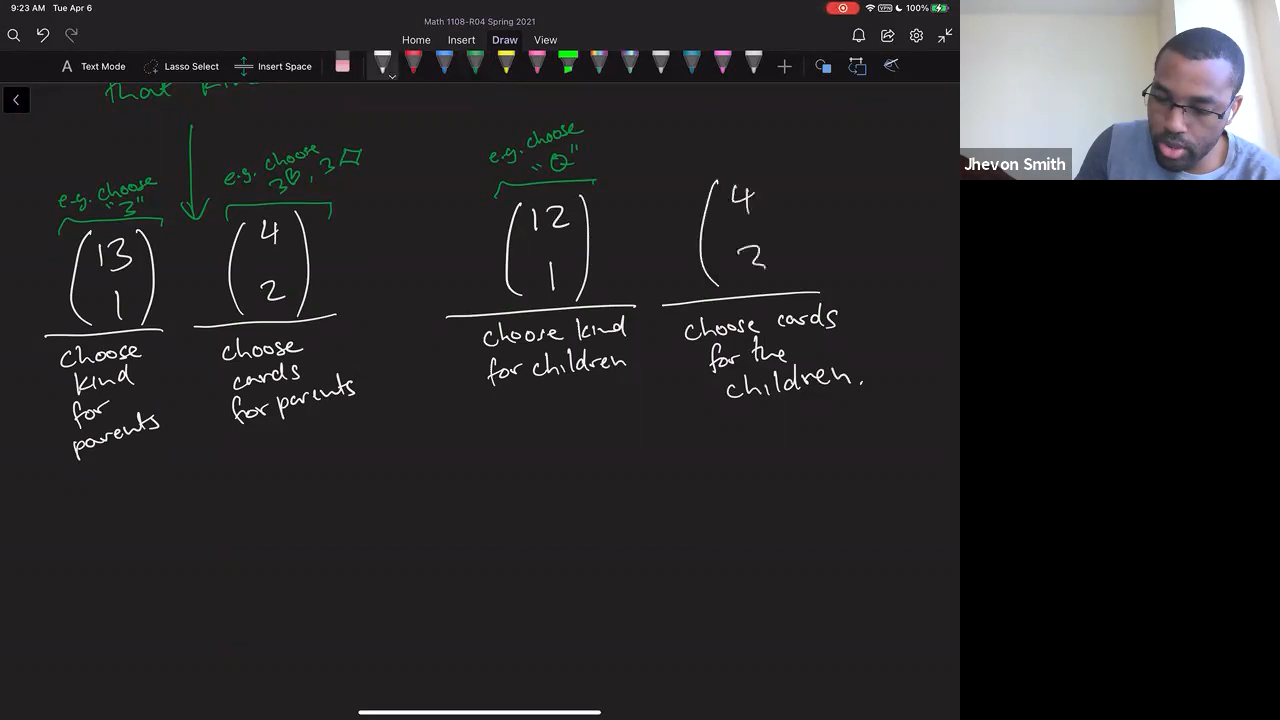 9:23 AM Tue Apr 6
100%
Math 1108-R04 Spring 2021
Home Insert Draw View
Text Mode Lasso Select Insert Space
Jhevon Smith
that
e.g. choose
"3"
e.g. choose
3♡, 3◇
e.g. choose
"Q"
(13
1)
(4
2)
(12
1)
(4
choose
kind
for
parents
choose
cards
for parents
choose kind
for children
choose cards
for the
children.